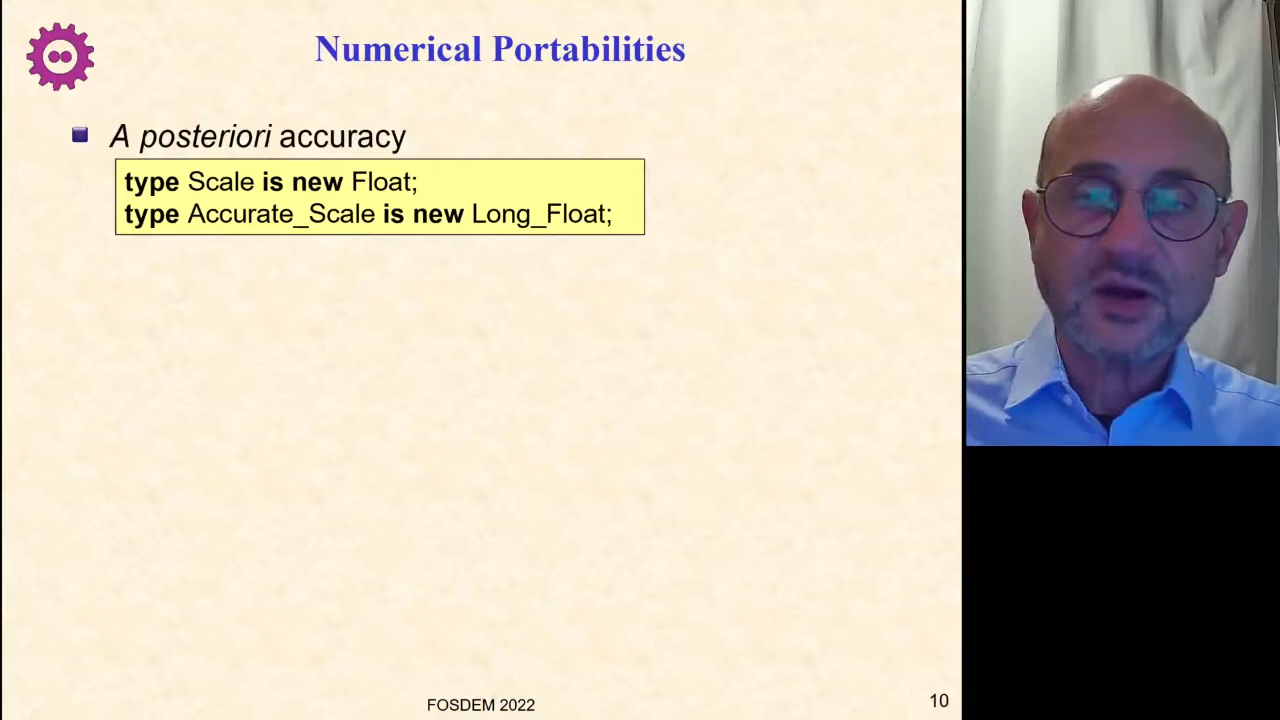 Numerical Portabilities
A posteriori accuracy
type Scale is new Float;
type Accurate_Scale is new Long_Float;
FOSDEM 2022
10